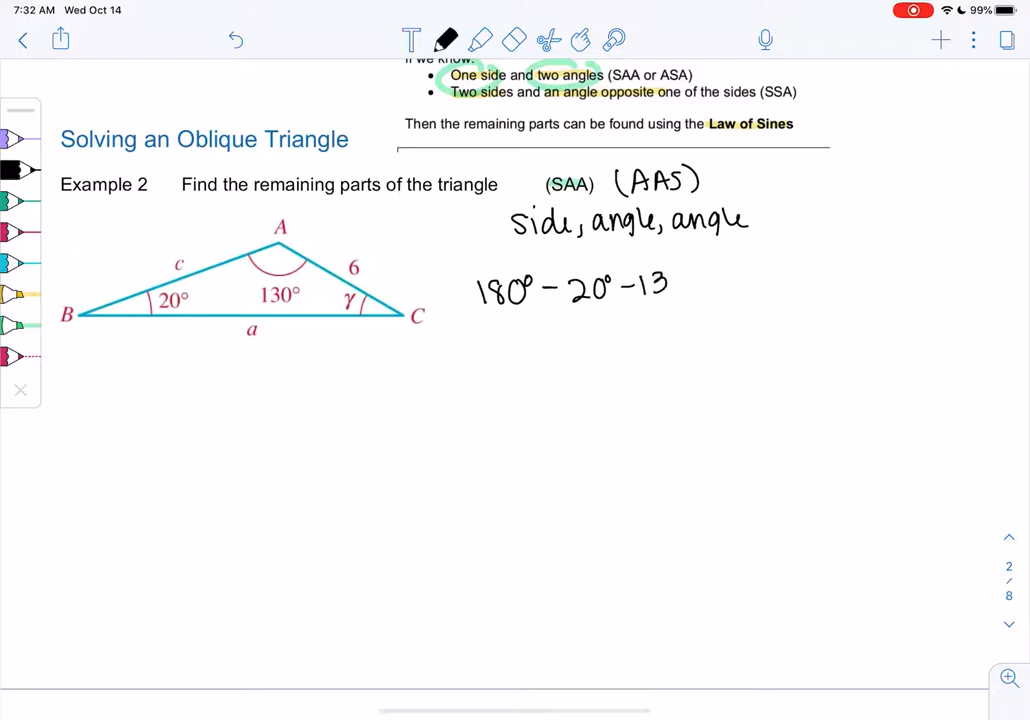 7:32 AM Wed Oct 14
99%
If we know:
• One side and two angles (SAA or ASA)
• Two sides and an angle opposite one of the sides (SSA)
Then the remaining parts can be found using the Law of Sines
Solving an Oblique Triangle
Example 2 Find the remaining parts of the triangle (SAA) (AAS)
side, angle, angle
A
c
6
180° - 20° - 13
20°
130°
γ
B
C
a
2
/
8